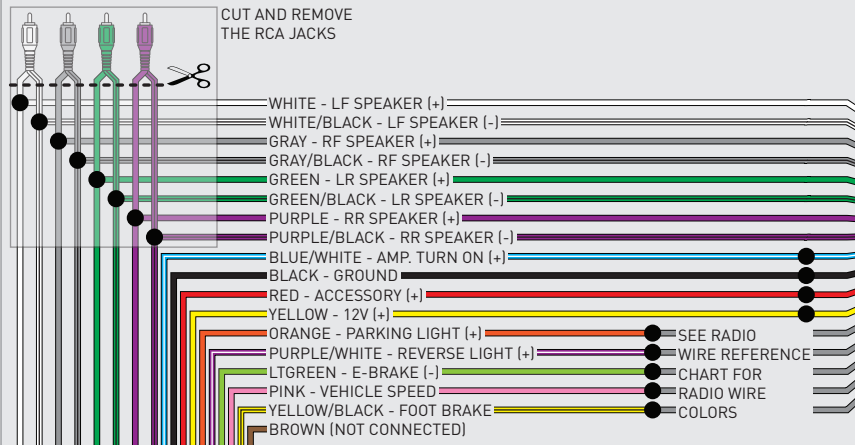 CUT AND REMOVE
THE RCA JACKS
WHITE - LF SPEAKER (+)
WHITE/BLACK - LF SPEAKER (-)
GRAY - RF SPEAKER (+)
GRAY/BLACK - RF SPEAKER (-)
GREEN - LR SPEAKER (+)
GREEN/BLACK - LR SPEAKER (-)
PURPLE - RR SPEAKER (+)
PURPLE/BLACK - RR SPEAKER (-)
BLUE/WHITE - AMP. TURN ON (+)
BLACK - GROUND
RED - ACCESSORY (+)
YELLOW - 12V (+)
ORANGE - PARKING LIGHT (+)
PURPLE/WHITE - REVERSE LIGHT (+)
LTGREEN - E-BRAKE (-)
PINK - VEHICLE SPEED
YELLOW/BLACK - FOOT BRAKE
BROWN (NOT CONNECTED)
SEE RADIO
WIRE REFERENCE
CHART FOR
RADIO WIRE
COLORS